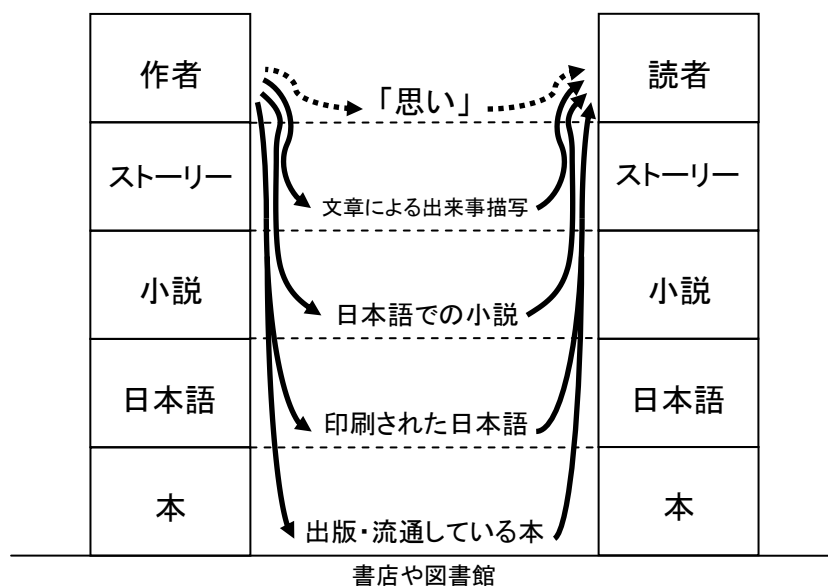 作者
「思い」
読者
ストーリー
文章による出来事描写
ストーリー
小説
日本語での小説
小説
日本語
印刷された日本語
日本語
本
出版・流通している本
本
書店や図書館